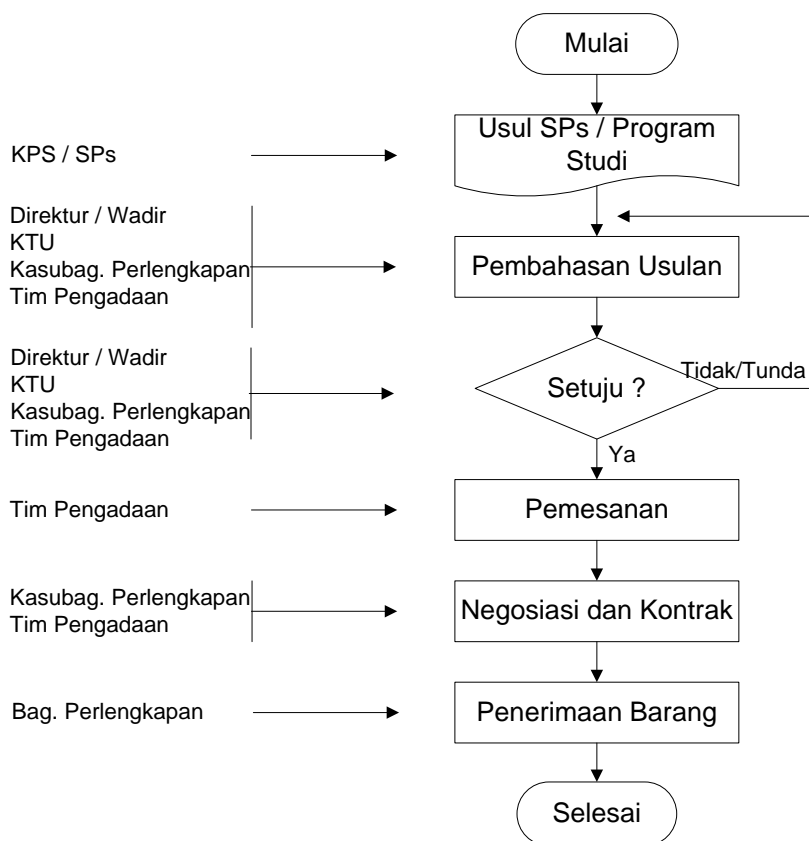 Mulai
KPS / SPs
Usul SPs / Program
Studi
Direktur / Wadir
KTU
Kasubag. Perlengkapan
Tim Pengadaan
Pembahasan Usulan
Direktur / Wadir
KTU
Kasubag. Perlengkapan
Tim Pengadaan
Setuju ?
Tidak/Tunda
Ya
Tim Pengadaan
Pemesanan
Kasubag. Perlengkapan
Tim Pengadaan
Negosiasi dan Kontrak
Bag. Perlengkapan
Penerimaan Barang
Selesai